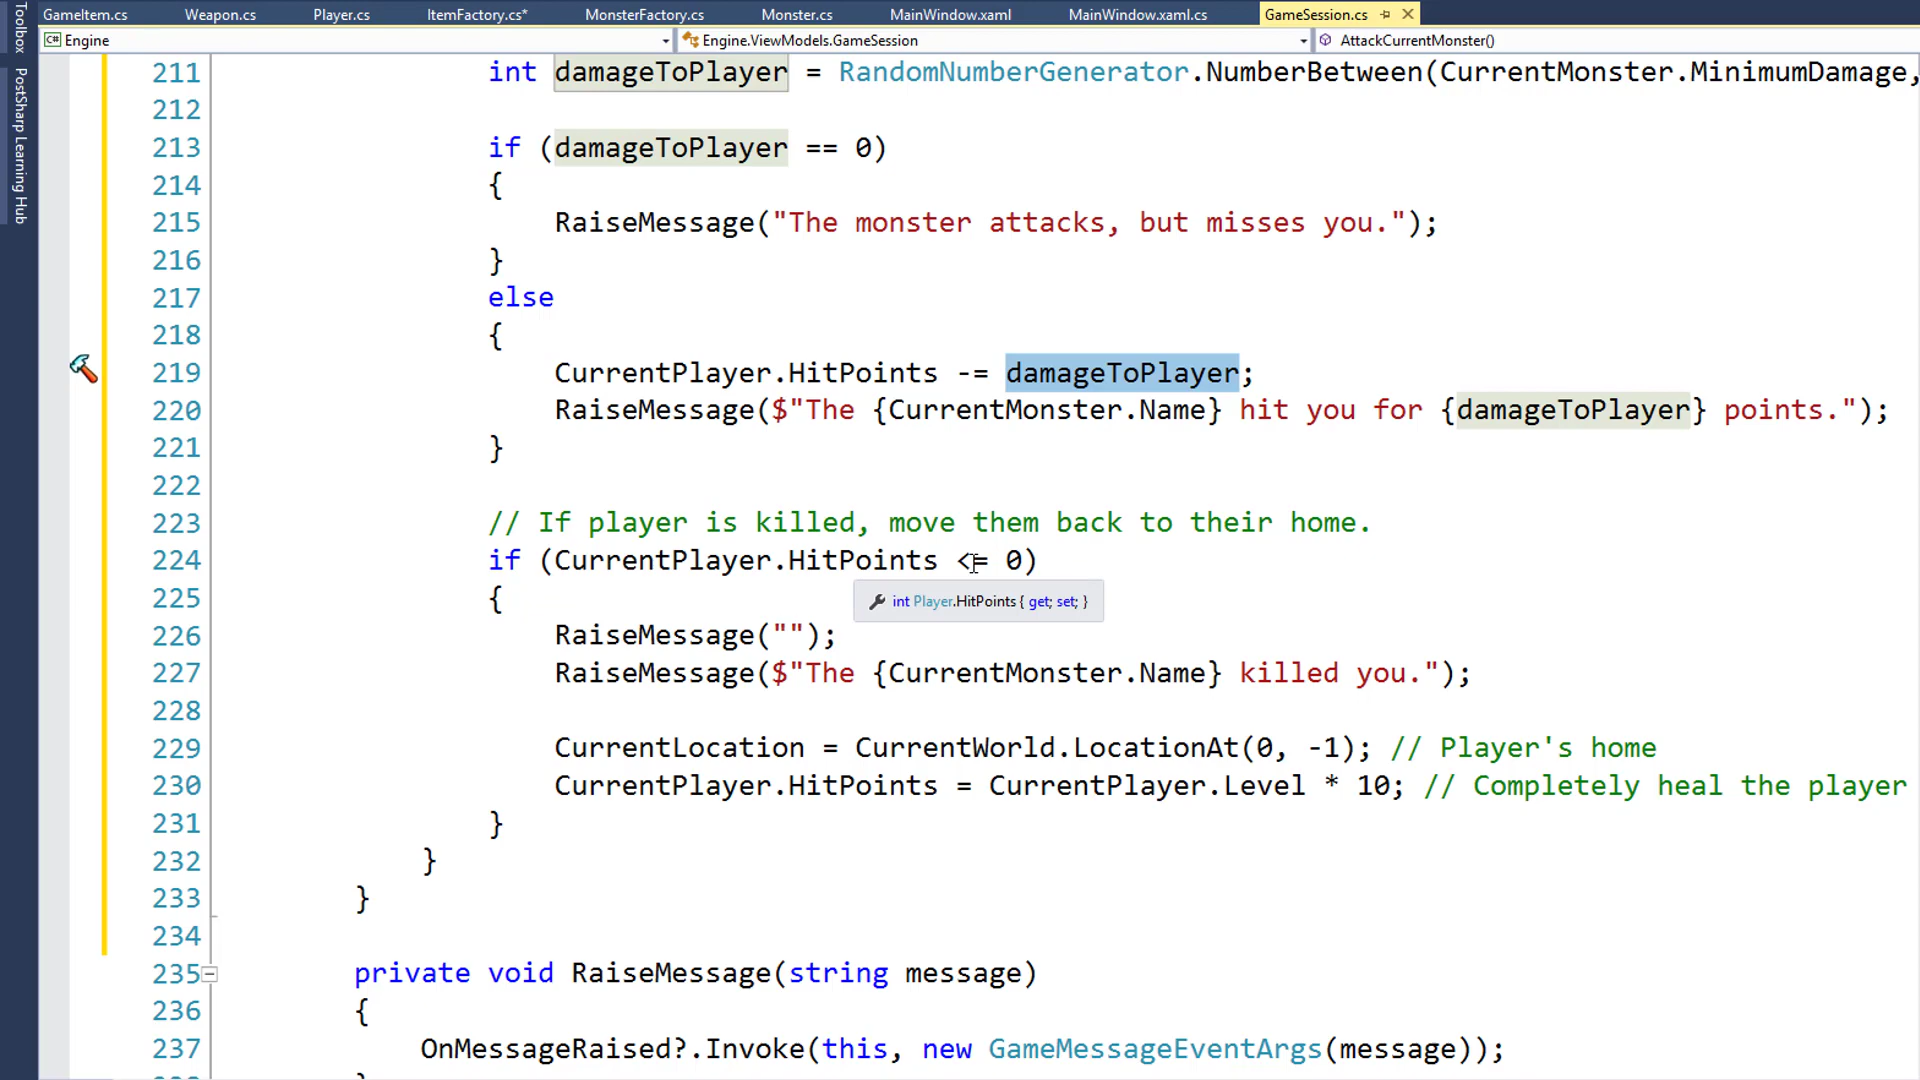 GameItem.cs Weapon.cs Player.cs ItemFactory.cs* MonsterFactory.cs Monster.cs MainWindow.xaml MainWindow.xaml.cs GameSession.cs
Toolbox
PostSharp Learning Hub
C# Engine Engine.ViewModels.GameSession AttackCurrentMonster()
211 int damageToPlayer = RandomNumberGenerator.NumberBetween(CurrentMonster.MinimumDamage,
212
213 if (damageToPlayer == 0)
214 {
215 RaiseMessage("The monster attacks, but misses you.");
216 }
217 else
218 {
219 CurrentPlayer.HitPoints -= damageToPlayer;
220 RaiseMessage($"The {CurrentMonster.Name} hit you for {damageToPlayer} points.");
221 }
222
223 // If player is killed, move them back to their home.
224 if (CurrentPlayer.HitPoints <= 0)
225 {
int Player.HitPoints { get; set; }
226 RaiseMessage("");
227 RaiseMessage($"The {CurrentMonster.Name} killed you.");
228
229 CurrentLocation = CurrentWorld.LocationAt(0, -1); // Player's home
230 CurrentPlayer.HitPoints = CurrentPlayer.Level * 10; // Completely heal the player
231 }
232 }
233 }
234
235 private void RaiseMessage(string message)
236 {
237 OnMessageRaised?.Invoke(this, new GameMessageEventArgs(message));